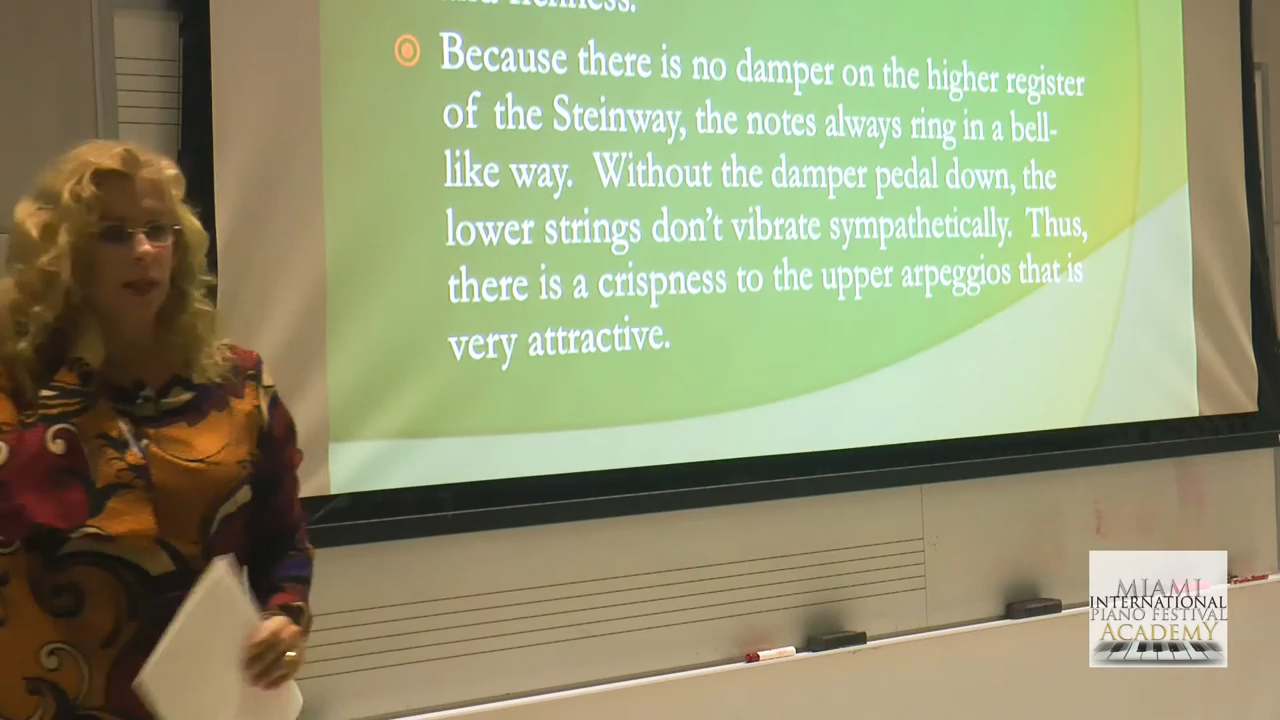 and richness.
Because there is no damper on the higher register
of the Steinway, the notes always ring in a bell-
like way. Without the damper pedal down, the
lower strings don't vibrate sympathetically. Thus,
there is a crispness to the upper arpeggios that is
very attractive.
MIAMI
INTERNATIONAL
PIANO FESTIVAL
ACADEMY